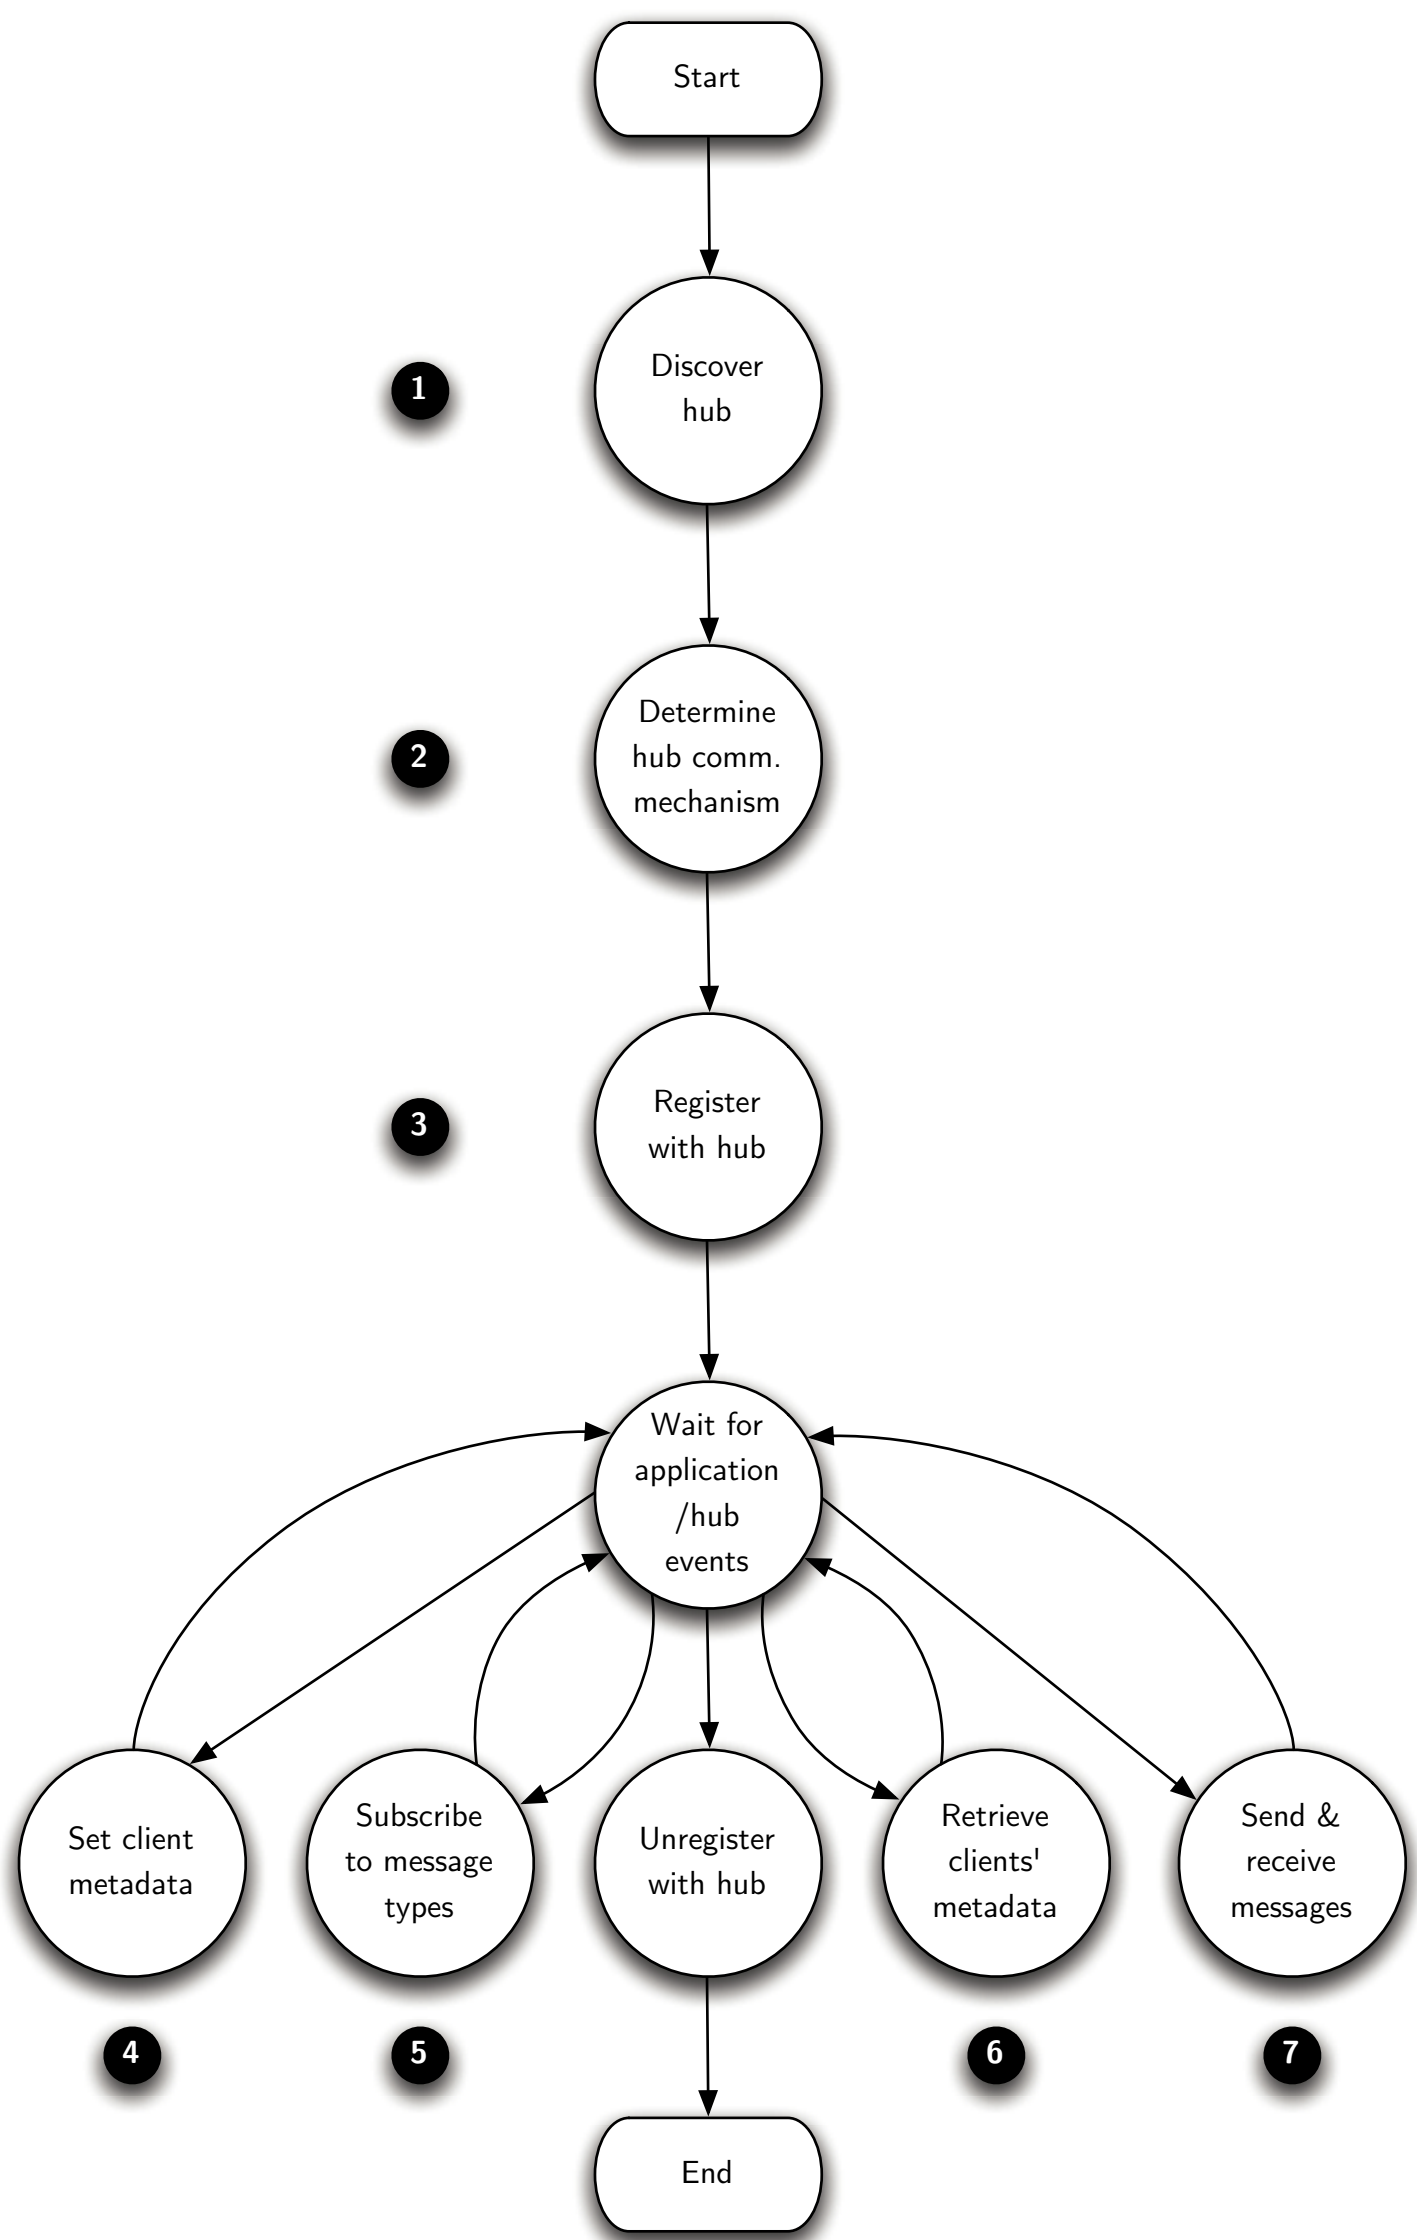 Start
1
Discover
hub
2
Determine
hub comm.
mechanism
3
Register
with hub
Wait for
application
/hub
events
Set client
metadata
Subscribe
to message
types
Unregister
with hub
Retrieve
clients'
metadata
Send &
receive
messages
4
5
6
7
End